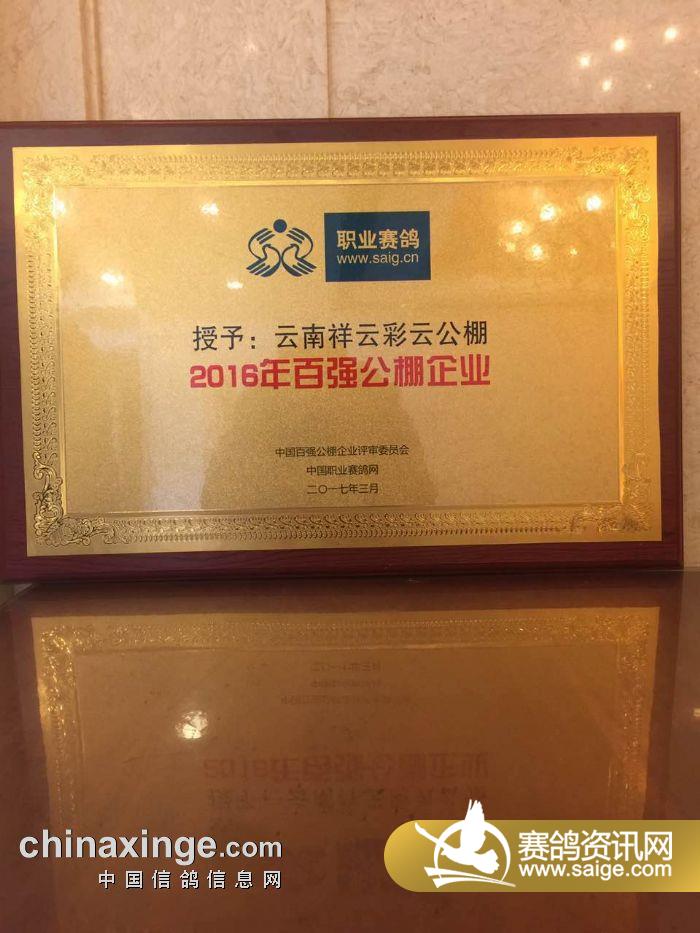 职业赛鸽
www.saig.cn
授予：云南祥云彩云公棚
2016年百强公棚企业
中国百强公棚企业评审委员会
中国职业赛鸽网
二〇一七年三月
chinaxinge.com
中国信鸽信息网
赛鸽资讯网
www.saige.com